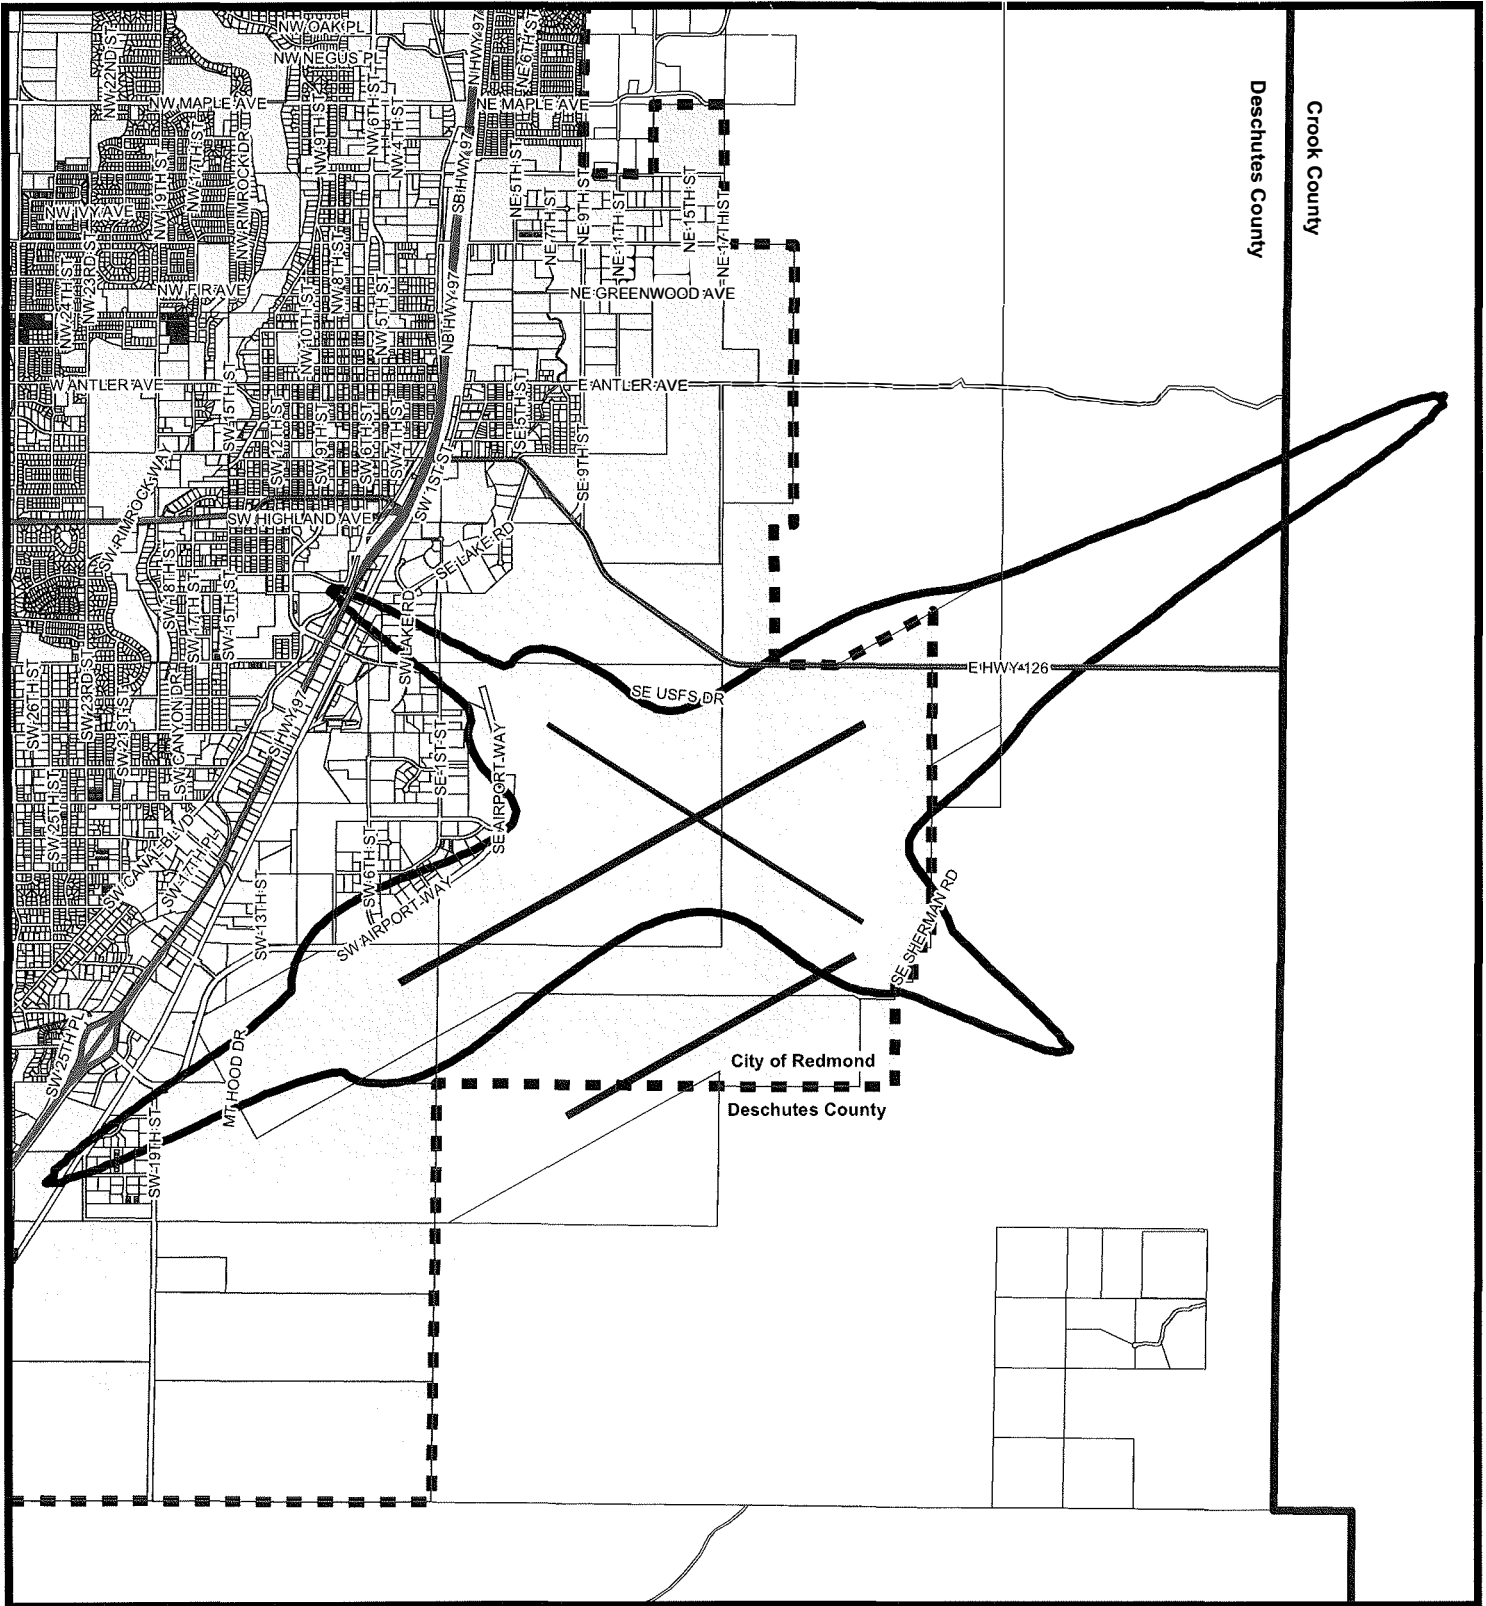 NW OAK PL
NW NEGUS PL
NW 22ND ST
N HWY 97
NE 6TH ST
NW MAPLE AVE
NE MAPLE AVE
NW 19TH ST
NW 17TH ST
NW RIMROCK DR
NW 9TH ST
NW 6TH ST
NW 4TH ST
SB HWY 97
NE 5TH ST
NE 7TH ST
NE 9TH ST
NE 11TH ST
NE 15TH ST
NE 17TH ST
Deschutes County
Crook County
NW IVY AVE
NW 24TH ST
NW 23RD ST
NW FIR AVE
NW 10TH ST
NW 8TH ST
NW 5TH ST
NB HWY 97
NE GREENWOOD AVE
W ANTLER AVE
E ANTLER AVE
SW 15TH ST
SW 12TH ST
SW 9TH ST
SW 6TH ST
SW 4TH ST
SW 1ST ST
SE 5TH ST
SE 9TH ST
SW RIMROCK WAY
SW HIGHLAND AVE
SE LAKE RD
SW 18TH ST
SW 17TH ST
SW 15TH ST
SW LAKE RD
SW 26TH ST
SW 23RD ST
SW 21ST ST
SW CANYON DR
S HWY 97
SE USFS DR
E HWY 126
SE 1ST ST
SE AIRPORT WAY
SW 25TH ST
SW CANAL BLVD
SW 17TH PL
SW 13TH ST
SW 6TH ST
SW AIRPORT WAY
SE SHERMAN RD
SW 25TH PL
MT HOOD DR
SW 19TH ST
City of Redmond
Deschutes County